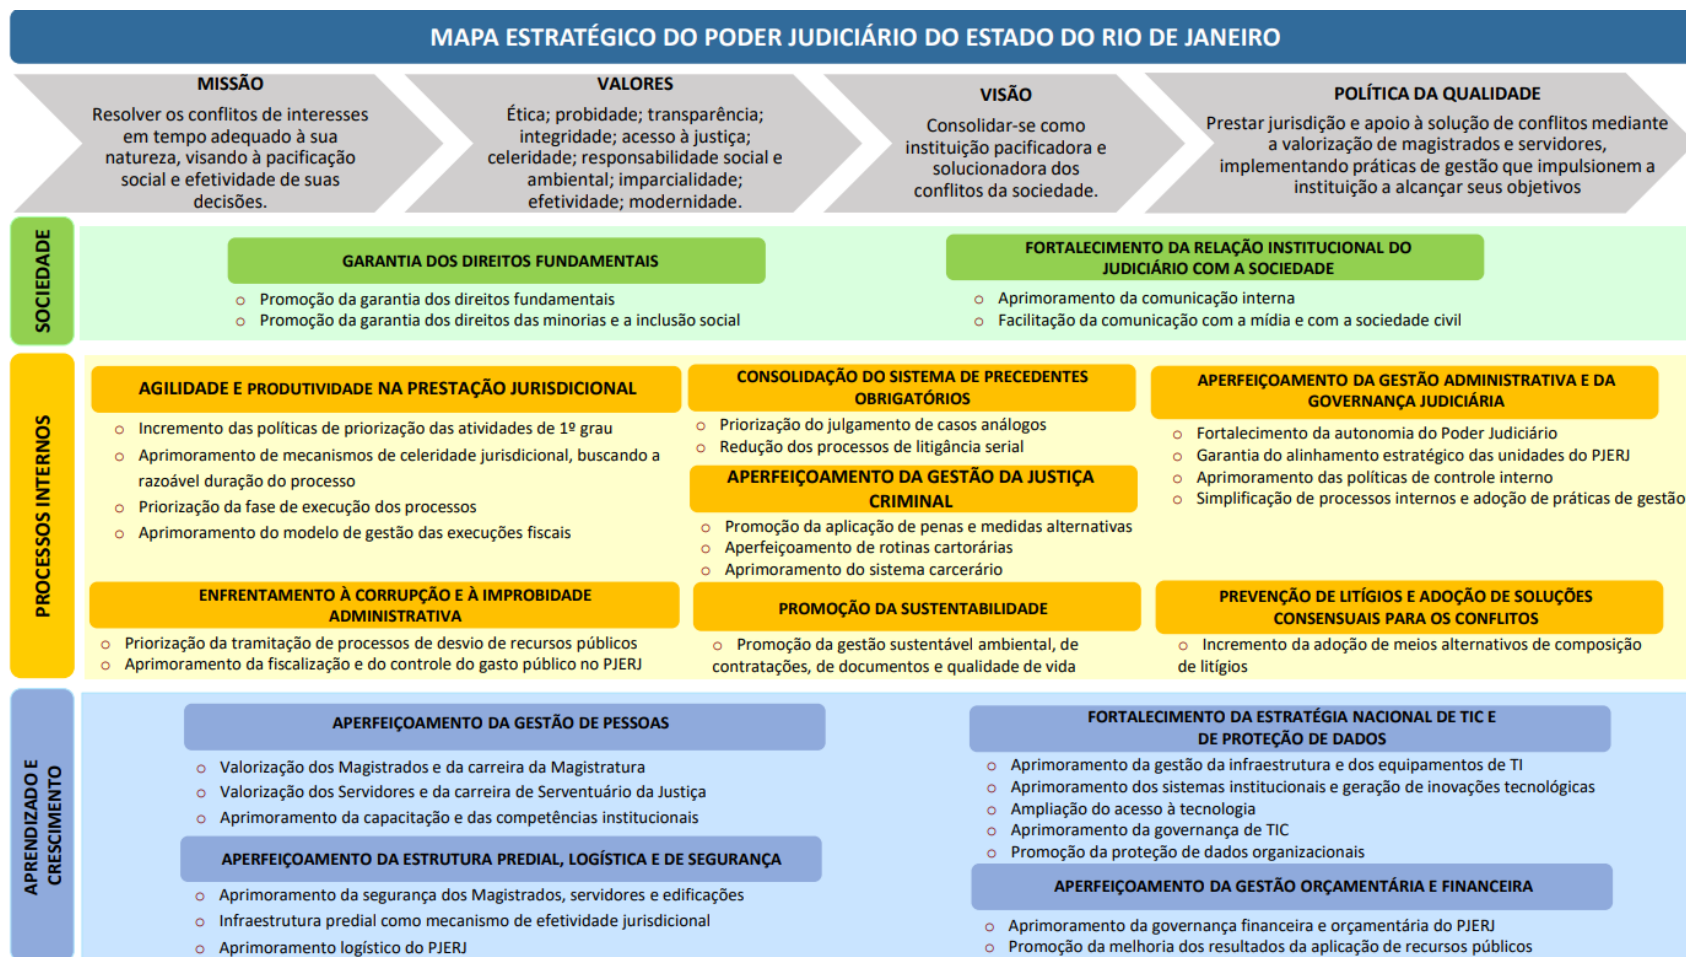 MAPA ESTRATÉGICO DO PODER JUDICIÁRIO DO ESTADO DO RIO DE JANEIRO
MISSÃO
Resolver os conflitos de interesses
em tempo adequado à sua
natureza, visando à pacificação
social e efetividade de suas
decisões.
VALORES
Ética; probidade; transparência;
integridade; acesso à justiça;
celeridade; responsabilidade social e
ambiental; imparcialidade;
efetividade; modernidade.
VISÃO
Consolidar-se como
instituição pacificadora e
solucionadora dos
conflitos da sociedade.
POLÍTICA DA QUALIDADE
Prestar jurisdição e apoio à solução de conflitos mediante
a valorização de magistrados e servidores,
implementando práticas de gestão que impulsionem a
instituição a alcançar seus objetivos
SOCIEDADE
GARANTIA DOS DIREITOS FUNDAMENTAIS
o Promoção da garantia dos direitos fundamentais
o Promoção da garantia dos direitos das minorias e a inclusão social
FORTALECIMENTO DA RELAÇÃO INSTITUCIONAL DO
JUDICIÁRIO COM A SOCIEDADE
o Aprimoramento da comunicação interna
o Facilitação da comunicação com a mídia e com a sociedade civil
PROCESSOS INTERNOS
AGILIDADE E PRODUTIVIDADE NA PRESTAÇÃO JURISDICIONAL
o Incremento das políticas de priorização das atividades de 1º grau
o Aprimoramento de mecanismos de celeridade jurisdicional, buscando a
razoável duração do processo
o Priorização da fase de execução dos processos
o Aprimoramento do modelo de gestão das execuções fiscais
CONSOLIDAÇÃO DO SISTEMA DE PRECEDENTES
OBRIGATÓRIOS
o Priorização do julgamento de casos análogos
o Redução dos processos de litigância serial
APERFEIÇOAMENTO DA GESTÃO DA JUSTIÇA
CRIMINAL
o Promoção da aplicação de penas e medidas alternativas
o Aperfeiçoamento de rotinas cartorárias
o Aprimoramento do sistema carcerário
APERFEIÇOAMENTO DA GESTÃO ADMINISTRATIVA E DA
GOVERNANÇA JUDICIÁRIA
o Fortalecimento da autonomia do Poder Judiciário
o Garantia do alinhamento estratégico das unidades do PJERJ
o Aprimoramento das políticas de controle interno
o Simplificação de processos internos e adoção de práticas de gestão
ENFRENTAMENTO À CORRUPÇÃO E À IMPROBIDADE
ADMINISTRATIVA
o Priorização da tramitação de processos de desvio de recursos públicos
o Aprimoramento da fiscalização e do controle do gasto público no PJERJ
PROMOÇÃO DA SUSTENTABILIDADE
o Promoção da gestão sustentável ambiental, de
contratações, de documentos e qualidade de vida
PREVENÇÃO DE LITÍGIOS E ADOÇÃO DE SOLUÇÕES
CONSENSUAIS PARA OS CONFLITOS
o Incremento da adoção de meios alternativos de composição
de litígios
APRENDIZADO E
CRESCIMENTO
APERFEIÇOAMENTO DA GESTÃO DE PESSOAS
o Valorização dos Magistrados e da carreira da Magistratura
o Valorização dos Servidores e da carreira de Serventuário da Justiça
o Aprimoramento da capacitação e das competências institucionais
APERFEIÇOAMENTO DA ESTRUTURA PREDIAL, LOGÍSTICA E DE SEGURANÇA
o Aprimoramento da segurança dos Magistrados, servidores e edificações
o Infraestrutura predial como mecanismo de efetividade jurisdicional
o Aprimoramento logístico do PJERJ
FORTALECIMENTO DA ESTRATÉGIA NACIONAL DE TIC E
DE PROTEÇÃO DE DADOS
o Aprimoramento da gestão da infraestrutura e dos equipamentos de TI
o Aprimoramento dos sistemas institucionais e geração de inovações tecnológicas
o Ampliação do acesso à tecnologia
o Aprimoramento da governança de TIC
o Promoção da proteção de dados organizacionais
APERFEIÇOAMENTO DA GESTÃO ORÇAMENTÁRIA E FINANCEIRA
o Aprimoramento da governança financeira e orçamentária do PJERJ
o Promoção da melhoria dos resultados da aplicação de recursos públicos